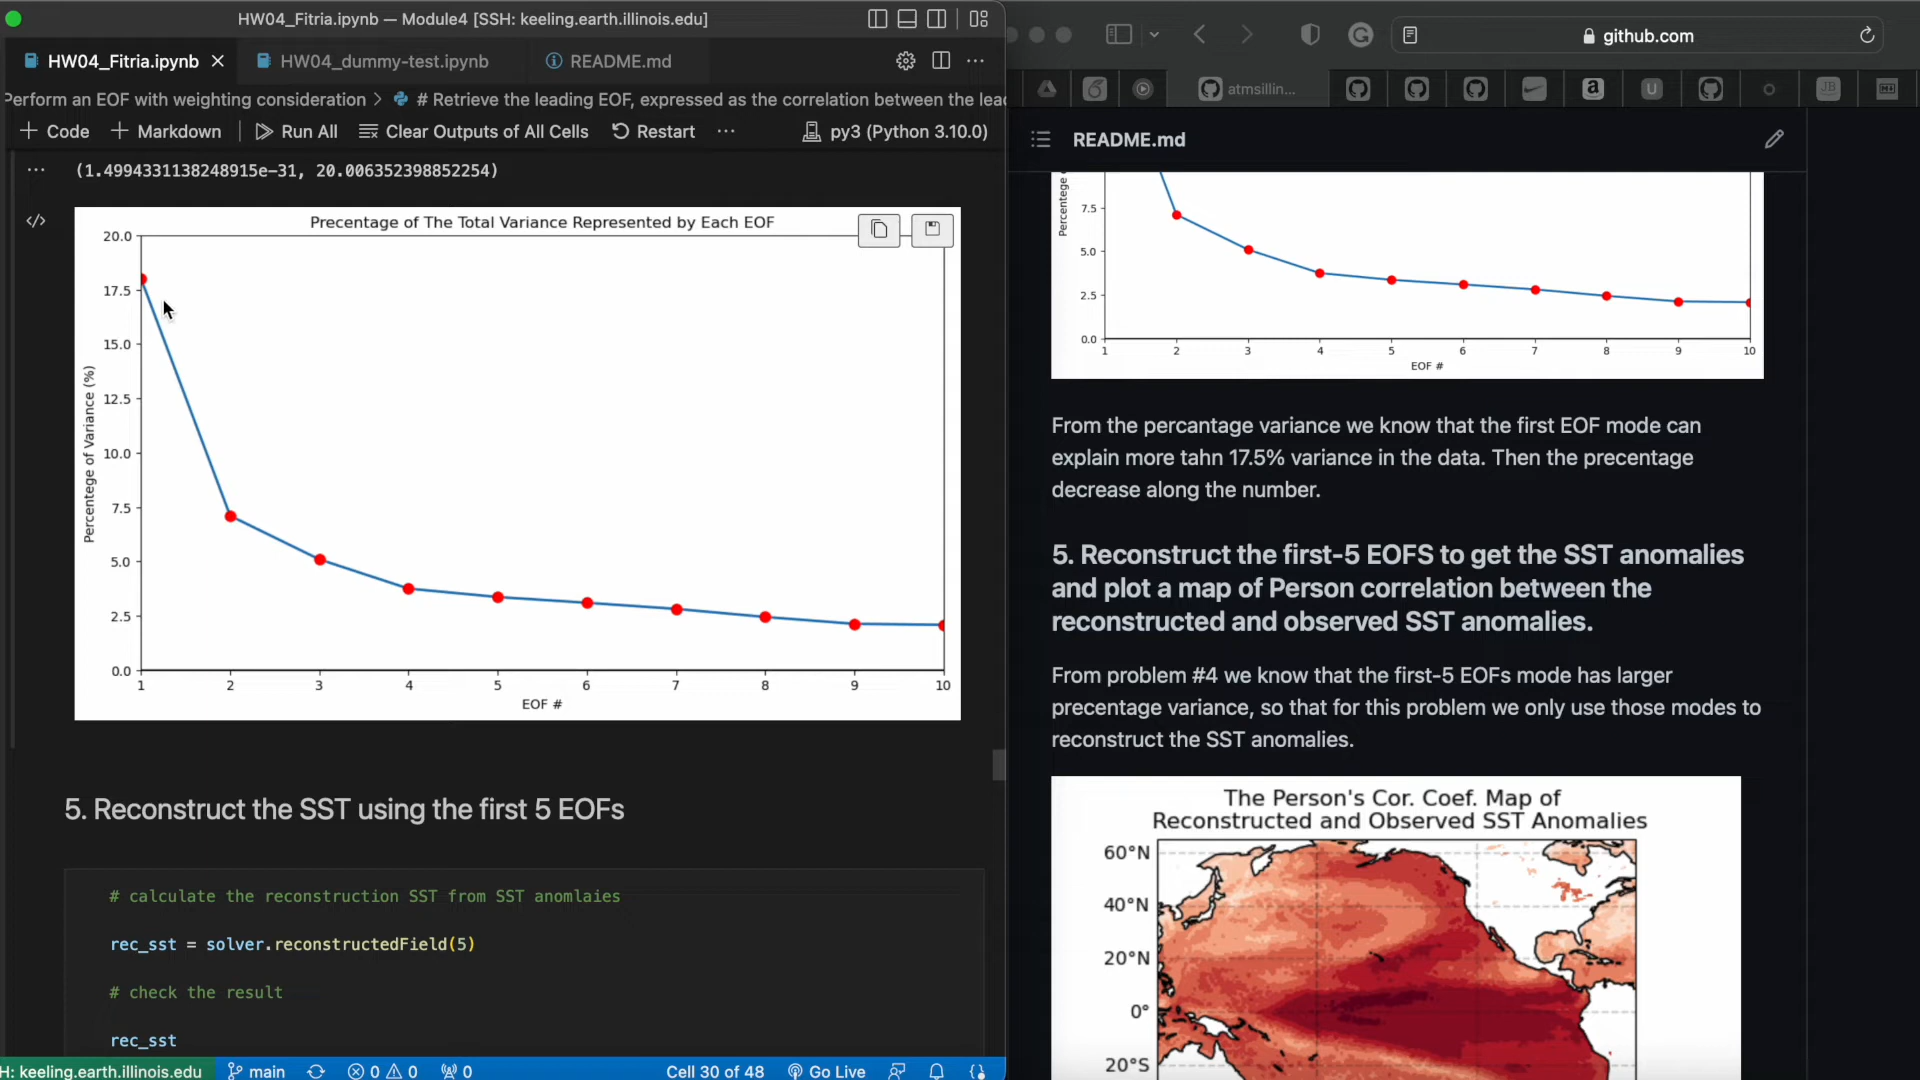 HW04_Fitria.ipynb — Module4 [SSH: keeling.earth.illinois.edu]
HW04_Fitria.ipynb
HW04_dummy-test.ipynb
README.md
Perform an EOF with weighting consideration > # Retrieve the leading EOF, expressed as the correlation between the lea
+ Code + Markdown | Run All Clear Outputs of All Cells Restart ... py3 (Python 3.10.0)
(1.4994331138248915e-31, 20.006352398852254)
Precentage of The Total Variance Represented by Each EOF
Percentege of Variance (%)
20.0
17.5
15.0
12.5
10.0
7.5
5.0
2.5
0.0
1 2 3 4 5 6 7 8 9 10
EOF #
5. Reconstruct the SST using the first 5 EOFs
# calculate the reconstruction SST from SST anomlaies
rec_sst = solver.reconstructedField(5)
# check the result
rec_sst
H: keeling.earth.illinois.edu main 0 0 0 Cell 30 of 48 Go Live
github.com
atmsillin...
README.md
Percentege
7.5
5.0
2.5
0.0
1 2 3 4 5 6 7 8 9 10
EOF #
From the percantage variance we know that the first EOF mode can
explain more tahn 17.5% variance in the data. Then the precentage
decrease along the number.
5. Reconstruct the first-5 EOFS to get the SST anomalies
and plot a map of Person correlation between the
reconstructed and observed SST anomalies.
From problem #4 we know that the first-5 EOFs mode has larger
precentage variance, so that for this problem we only use those modes to
reconstruct the SST anomalies.
The Person's Cor. Coef. Map of
Reconstructed and Observed SST Anomalies
60°N
40°N
20°N
0°
20°S